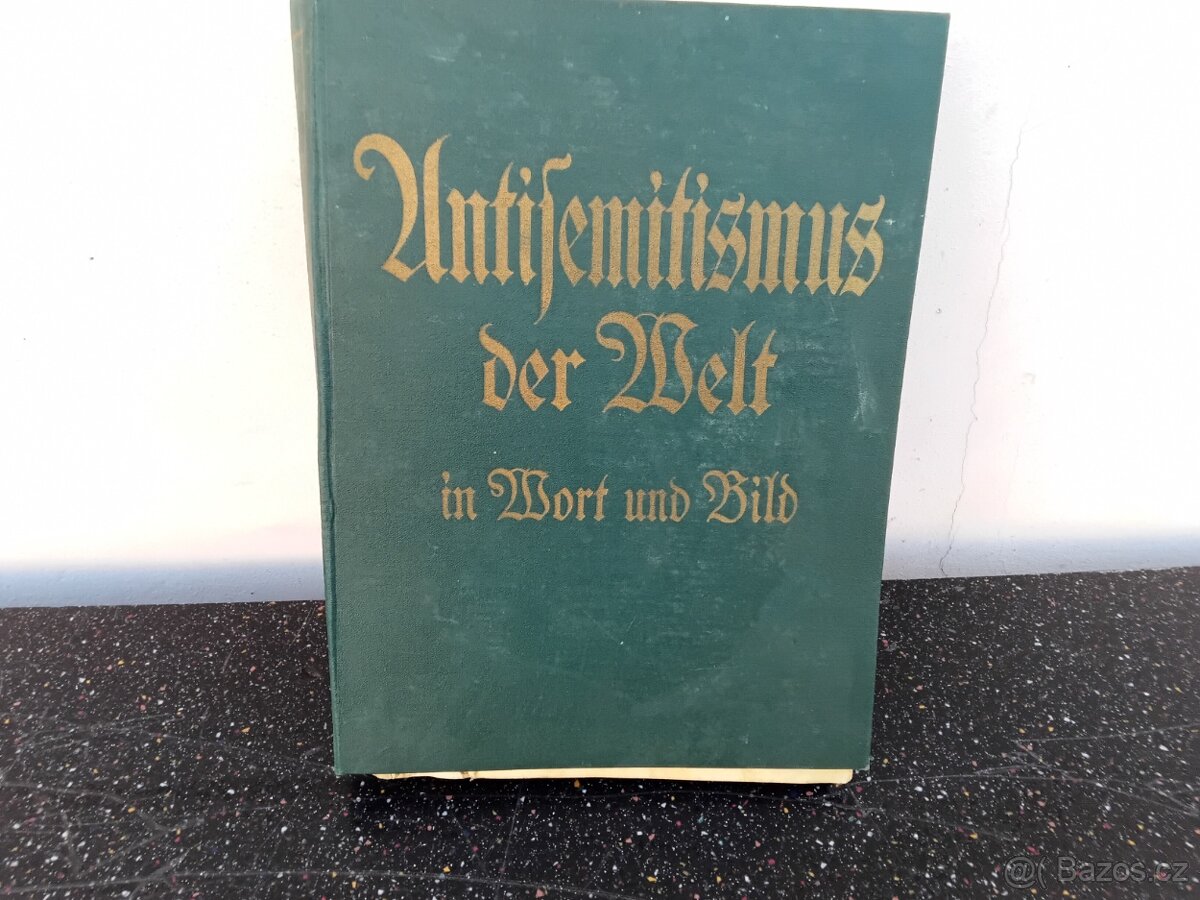 Antiſemitismus
der Welt
in Wort und Bild
@( Bazos.cz